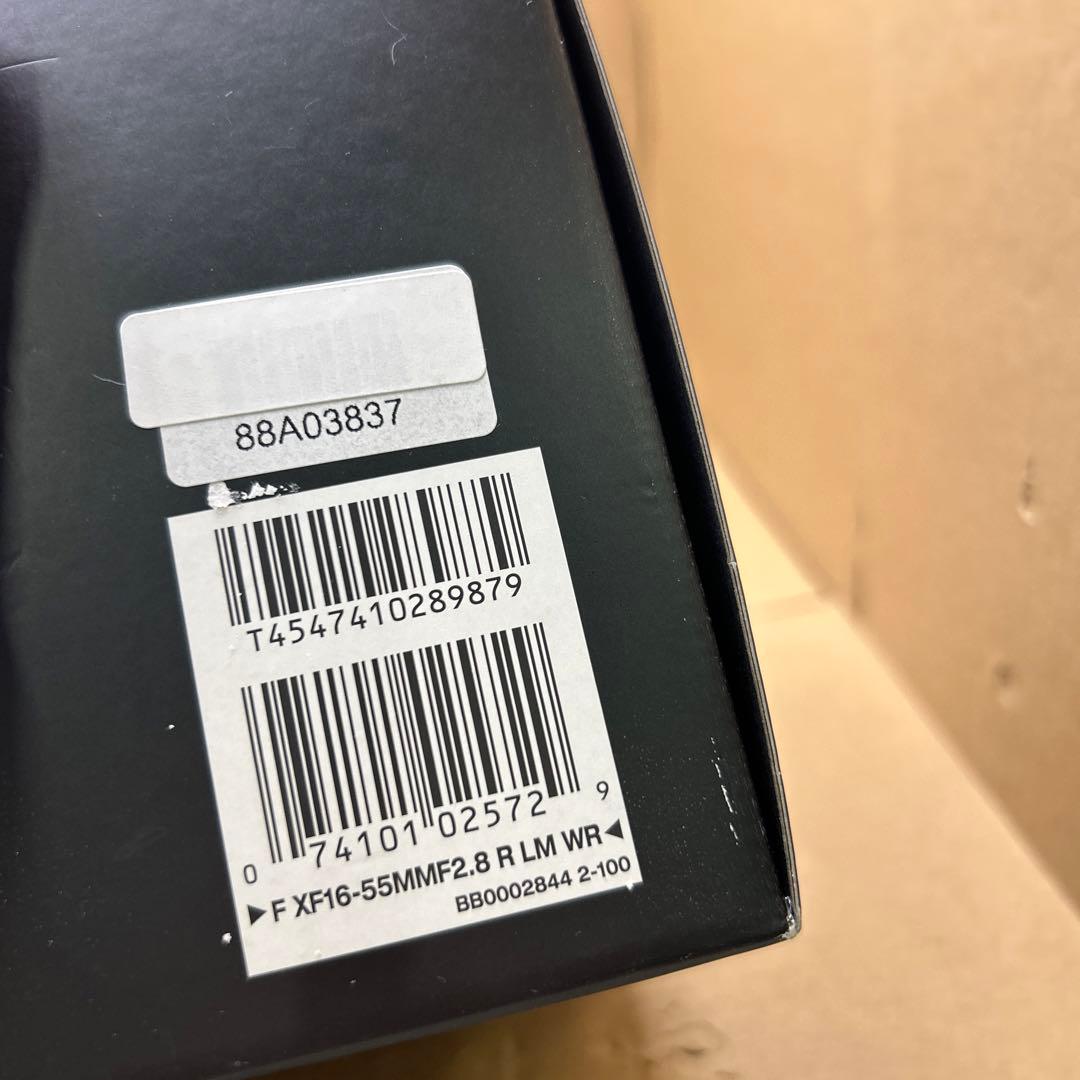 88A03837
T4547410289879
0 74101 02572 9
▶F XF16-55MMF2.8 R LM WR◀
BB0002844 2-100